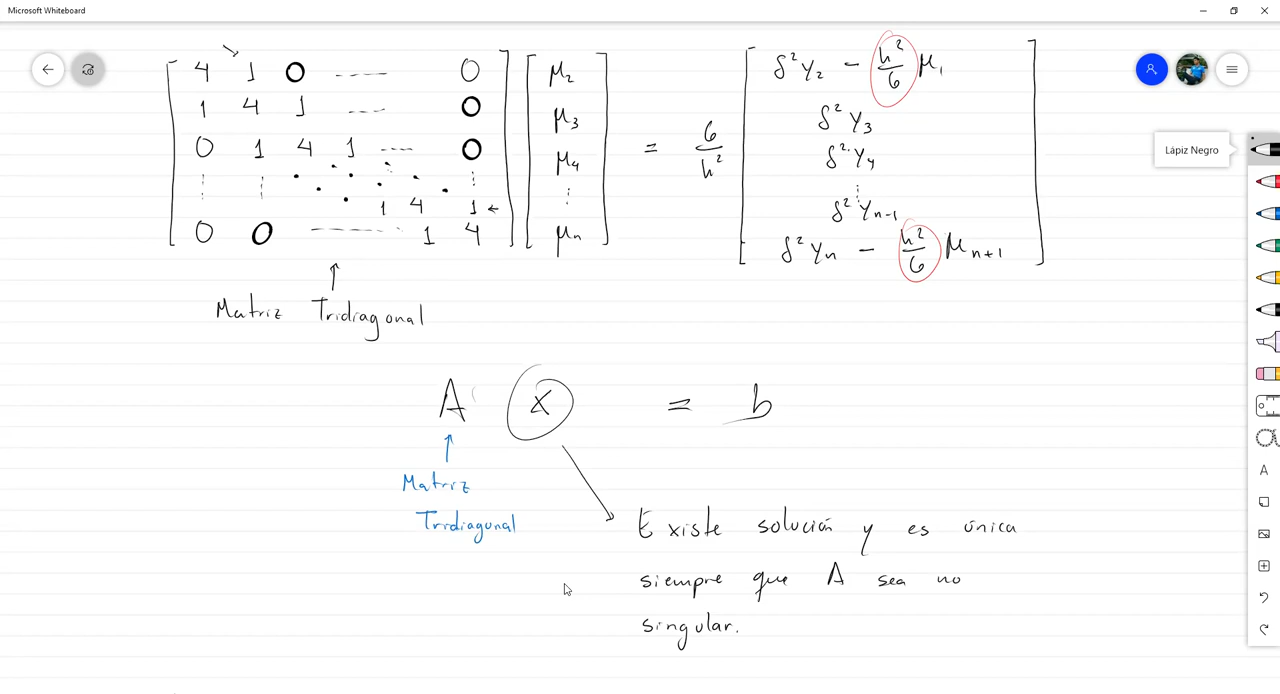 Microsoft Whiteboard
4 1 0 ---- 0 μ2 δ²y2 - h²/6 μ1
1 4 1 --- 0 μ3 δ²y3
0 1 4 1 --- 0 μ4 = 6/h² δ²y4
⋮ ⋮ ⋱ ⋮ ⋮ ⋮
1 4 1 ← δ²yn-1
0 0 ------ 1 4 μn δ²yn - h²/6 μn+1
Lápiz Negro
Matriz Tridiagonal
A x = b
Matriz
Tridiagonal
Existe solución y es única
siempre que A sea no
singular.
A